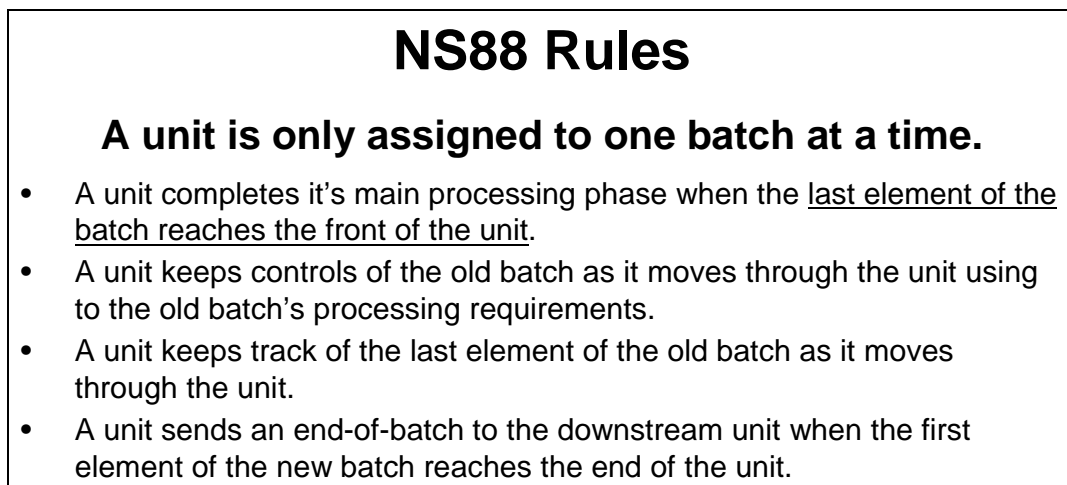 NS88 Rules
A unit is only assigned to one batch at a time.
• A unit completes it's main processing phase when the last element of the
batch reaches the front of the unit.
• A unit keeps controls of the old batch as it moves through the unit using
to the old batch's processing requirements.
• A unit keeps track of the last element of the old batch as it moves
through the unit.
• A unit sends an end-of-batch to the downstream unit when the first
element of the new batch reaches the end of the unit.